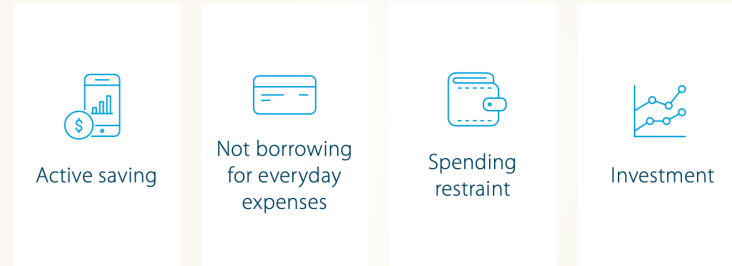 $
Active saving
Not borrowing
for everyday
expenses
Spending
restraint
Investment